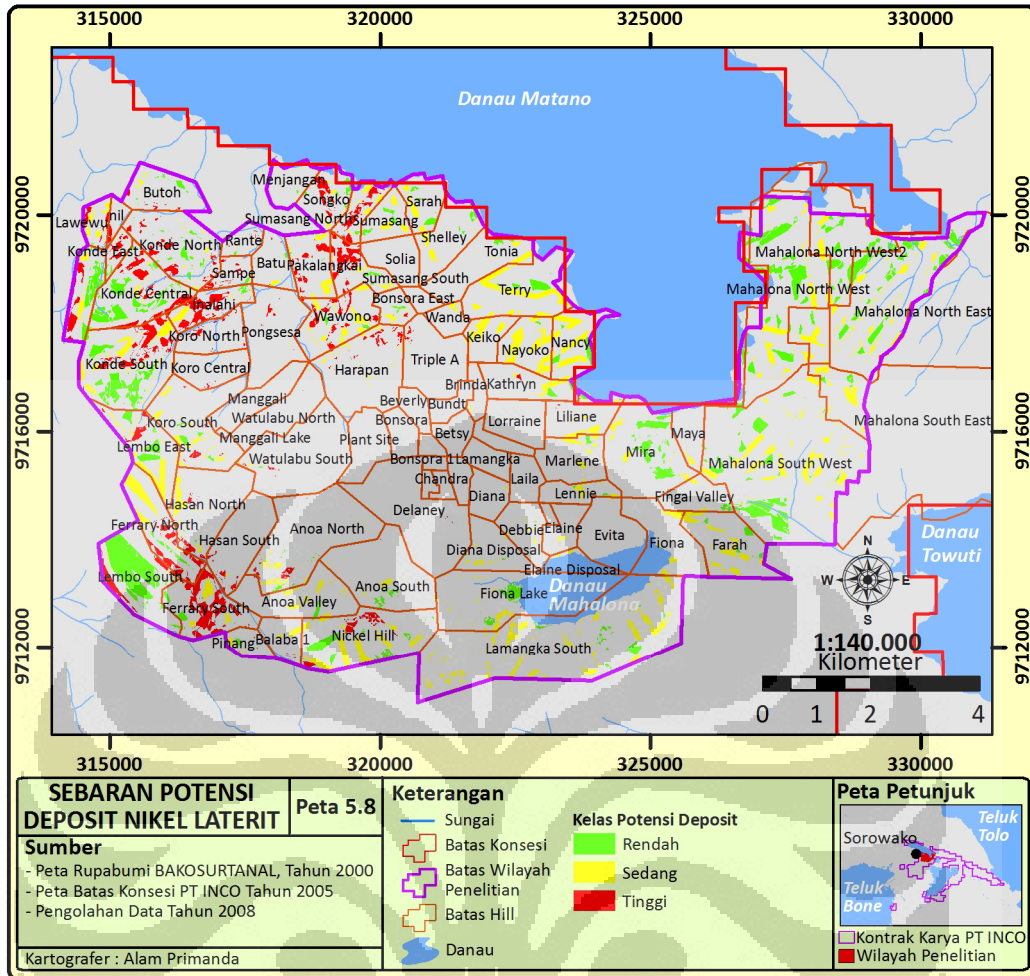 315000
320000
325000
330000
9720000
9716000
9712000
9720000
9716000
9712000
Danau Matano
Butoh
Menjangan
Songko
Sarah
Lawewu
nil
Sumasang North
Sumasang
Konde East
Konde North
Rante
Shelley
Batu
Pakalangkai
Solia
Tonia
Sampe
Sumasang South
Konde Central
Inalahi
Bonsora East
Terry
Wawono
Wanda
Koro North
Pongsesa
Keiko
Nayoko
Nancy
Konde South
Koro Central
Harapan
Triple A
Brinda
Kathryn
Manggali
Beverly
Bundt
Koro South
Watulabu North
Bonsora
Lorraine
Liliane
Lembo East
Manggali Lake
Plant Site
Betsy
Maya
Mira
Watulabu South
Bonsora 1
Lamangka
Marlene
Chandra
Laila
Hasan North
Diana
Lennie
Fingal Valley
Delaney
Ferrary North
Anoa North
Debbie
Elaine
Evita
Hasan South
Diana Disposal
Fiona
Farah
Lembo South
Elaine Disposal
Anoa South
Fiona Lake
Danau
Mahalona
Ferrary South
Anoa Valley
Pinang
Balaba 1
Nickel Hill
Lamangka South
Mahalona North West2
Mahalona North West
Mahalona North East
Mahalona South East
Mahalona South West
Danau
Towuti
N
W
E
S
1:140.000
Kilometer
0
1
2
4
315000
320000
325000
330000
SEBARAN POTENSI
DEPOSIT NIKEL LATERIT
Peta 5.8
Sumber
- Peta Rupabumi BAKOSURTANAL, Tahun 2000
- Peta Batas Konsesi PT INCO Tahun 2005
- Pengolahan Data Tahun 2008
Kartografer : Alam Primanda
Keterangan
Sungai
Batas Konsesi
Batas Wilayah
Penelitian
Batas Hill
Danau
Kelas Potensi Deposit
Rendah
Sedang
Tinggi
Peta Petunjuk
Teluk
Tolo
Sorowako
Teluk
Bone
Kontrak Karya PT INCO
Wilayah Penelitian